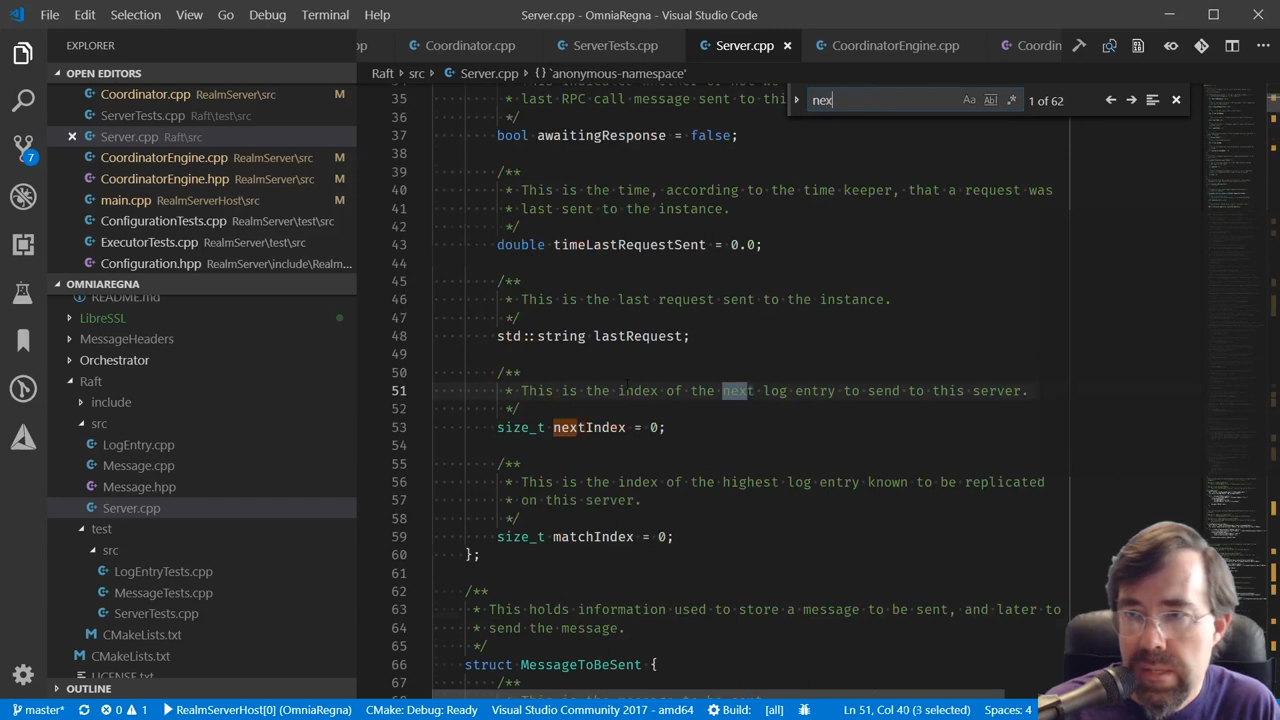 File Edit Selection View Go Debug Terminal Help
Server.cpp - OmniaRegna - Visual Studio Code
EXPLORER
OPEN EDITORS
Coordinator.cpp RealmServer\src M
ServerTests.cpp Raft\test\src
Server.cpp Raft\src
CoordinatorEngine.cpp RealmServer\src M
CoordinatorEngine.hpp RealmServer\src M
main.cpp RealmServerHost\src M
ConfigurationTests.cpp RealmServer\test\src
ExecutorTests.cpp RealmServer\test\src
Configuration.hpp RealmServer\include\Realm...
OMNIAREGNA
README.md
LibreSSL
MessageHeaders
Orchestrator
Raft
include
src
LogEntry.cpp
Message.cpp
Message.hpp
Server.cpp
test
src
LogEntryTests.cpp
MessageTests.cpp
ServerTests.cpp
CMakeLists.txt
CMakeLists.txt
LICENSE.txt
OUTLINE
7
pp Coordinator.cpp ServerTests.cpp Server.cpp CoordinatorEngine.cpp Coordin
Raft src Server.cpp {} `anonymous-namespace'
nex Aa Abl .* 1 of 62
35 * last RPC call message sent to thi
36 */
37 bool awaitingResponse = false;
38
39 /**
40 * This is the time, according to the time keeper, that a request was
41 * last sent to the instance.
42 */
43 double timeLastRequestSent = 0.0;
44
45 /**
46 * This is the last request sent to the instance.
47 */
48 std::string lastRequest;
49
50 /**
51 * This is the index of the next log entry to send to this server.
52 */
53 size_t nextIndex = 0;
54
55 /**
56 * This is the index of the highest log entry known to be replicated
57 * on this server.
58 */
59 size_t matchIndex = 0;
60 };
61
62 /**
63 * This holds information used to store a message to be sent, and later to
64 * send the message.
65 */
66 struct MessageToBeSent {
67 /**
master* 0 1 RealmServerHost[0] (OmniaRegna) CMake: Debug: Ready Visual Studio Community 2017 - amd64 Build: [all] Ln 51, Col 40 (3 selected) Spaces: 4